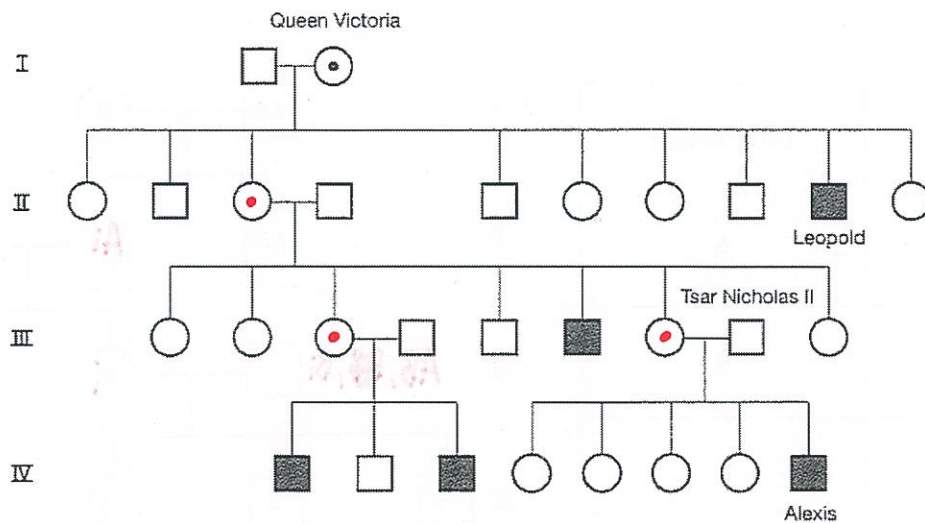 Queen Victoria
I
II
Leopold
Tsar Nicholas II
III
IV
Alexis